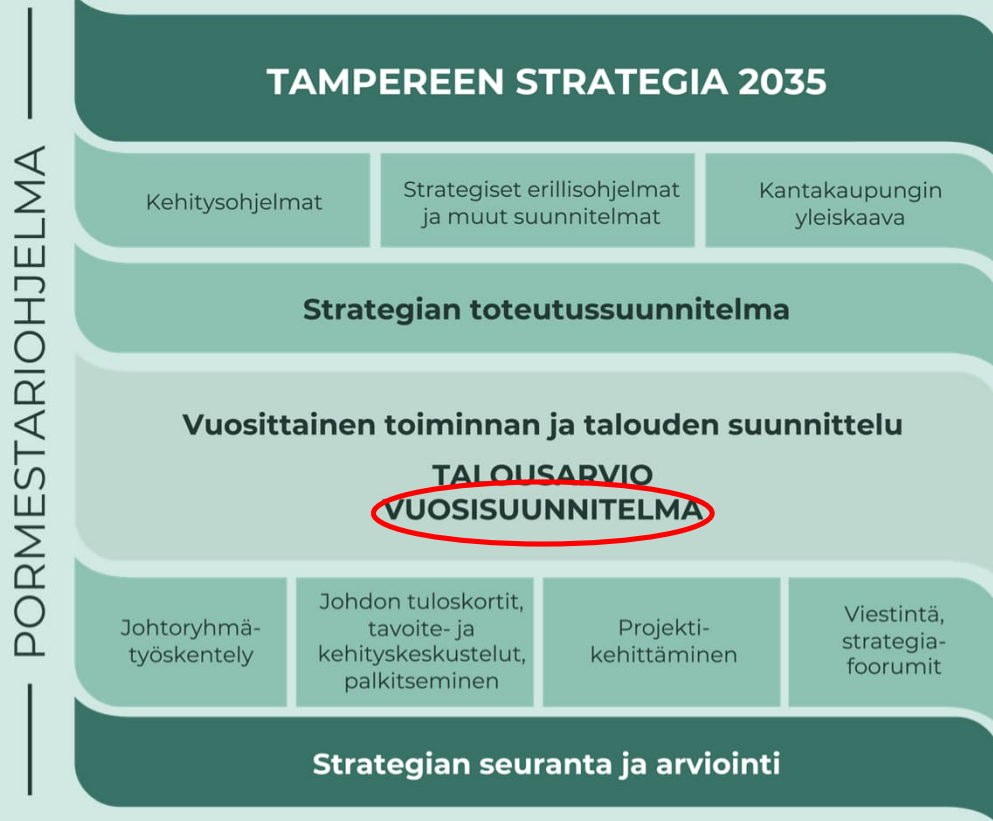 PORMESTARIOHJELMA
TAMPEREEN STRATEGIA 2035
Kehitysohjelmat
Strategiset erillisohjelmat
ja muut suunnitelmat
Kantakaupungin
yleiskaava
Strategian toteutussuunnitelma
Vuosittainen toiminnan ja talouden suunnittelu
TALOUSARVIO
VUOSISUUNNITELMA
Johtoryhmä-
työskentely
Johdon tuloskortit,
tavoite- ja
kehityskeskustelut,
palkitseminen
Projekti-
kehittäminen
Viestintä,
strategia-
foorumit
Strategian seuranta ja arviointi